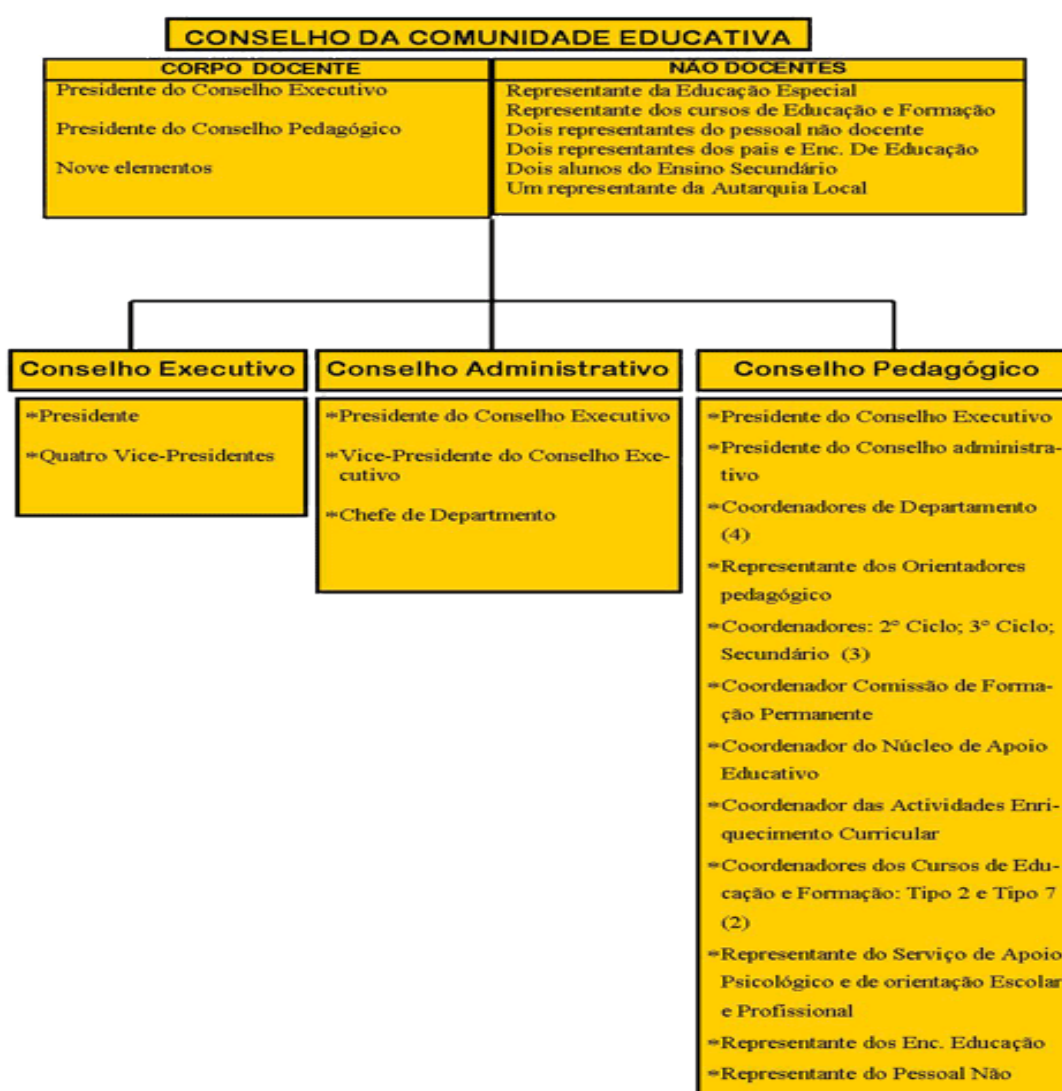 CONSELHO DA COMUNIDADE EDUCATIVA
CORPO DOCENTE
Presidente do Conselho Executivo
Presidente do Conselho Pedagógico
Nove elementos
NÃO DOCENTES
Representante da Educação Especial
Representante dos cursos de Educação e Formação
Dois representantes do pessoal não docente
Dois representantes dos pais e Enc. De Educação
Dois alunos do Ensino Secundário
Um representante da Autarquia Local
Conselho Executivo
*Presidente
*Quatro Vice-Presidentes
Conselho Administrativo
*Presidente do Conselho Executivo
*Vice-Presidente do Conselho Exe-
cutivo
*Chefe de Departmento
Conselho Pedagógico
*Presidente do Conselho Executivo
*Presidente do Conselho administra-
tivo
*Coordenadores de Departamento
(4)
*Representante dos Orientadores
pedagógico
*Coordenadores: 2º Ciclo; 3º Ciclo;
Secundário (3)
*Coordenador Comissão de Forma-
ção Permanente
*Coordenador do Núcleo de Apoio
Educativo
*Coordenador das Actividades Enri-
quecimento Curricular
*Coordenadores dos Cursos de Edu-
cação e Formação: Tipo 2 e Tipo 7
(2)
*Representante do Serviço de Apoio
Psicológico e de orientação Escolar
e Profissional
*Representante dos Enc. Educação
*Representante do Pessoal Não